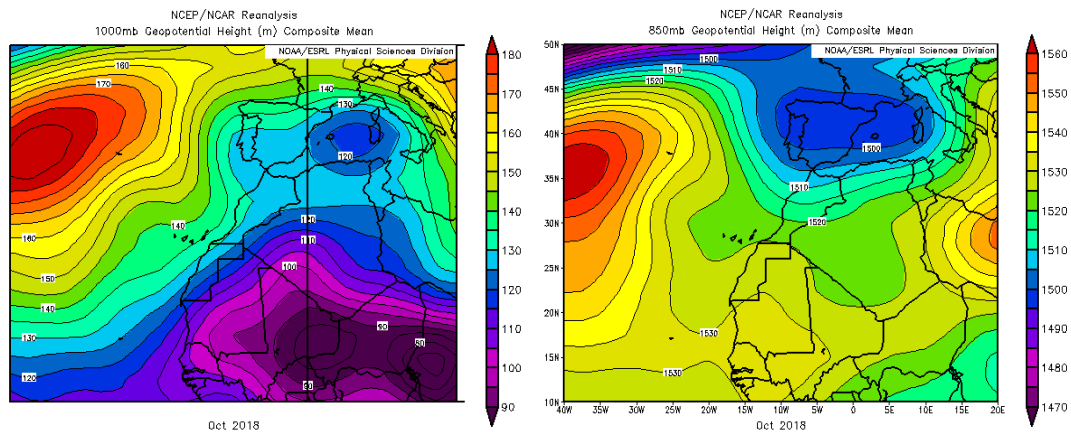 NCEP/NCAR Reanalysis
1000mb Geopotential Height (m) Composite Mean
NOAA/ESRL Physical Sciences Division
160
170
140
130
120
140
160
150
140
130
120
120
110
100
90
80
90
180
170
160
150
140
130
120
110
100
90
Oct 2018
NCEP/NCAR Reanalysis
850mb Geopotential Height (m) Composite Mean
NOAA/ESRL Physical Sciences Division
1500
1510
1520
1500
1510
1520
1530
1530
50N
45N
40N
35N
30N
25N
20N
15N
10N
40W 35W 30W 25W 20W 15W 10W 5W 0 5E 10E 15E 20E
1560
1550
1540
1530
1520
1510
1500
1490
1480
1470
Oct 2018